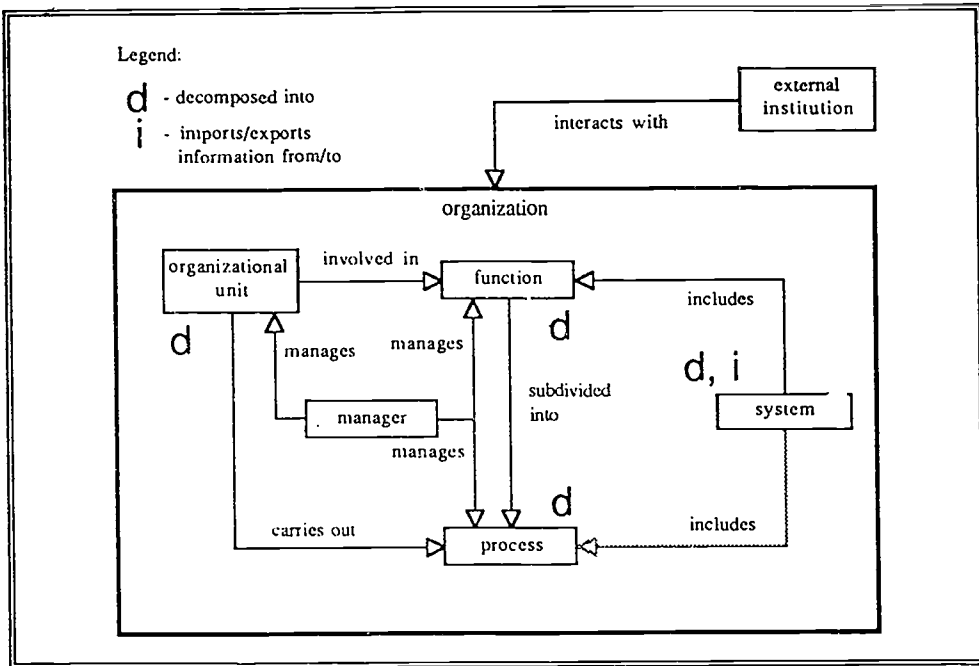 Legend:
d - decomposed into
i - imports/exports
information from/to
external
institution
interacts with
organization
organizational
unit
involved in
function
includes
d
d
manages
manages
d, i
subdivided
into
system
manager
manages
d
carries out
process
includes